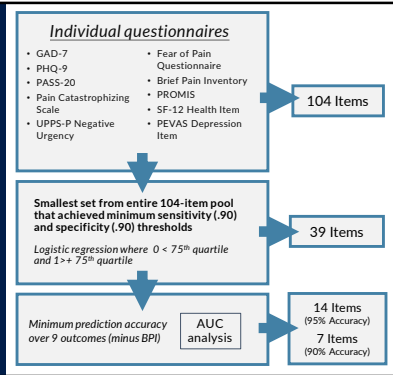 Individual questionnaires
• GAD-7
• PHQ-9
• PASS-20
• Pain Catastrophizing
Scale
• UPPS-P Negative
Urgency
• Fear of Pain
Questionnaire
• Brief Pain Inventory
• PROMIS
• SF-12 Health Item
• PEVAS Depression
Item
104 Items
Smallest set from entire 104-item pool
that achieved minimum sensitivity (.90)
and specificity (.90) thresholds
Logistic regression where 0 < 75th quartile
and 1>+ 75th quartile
39 Items
Minimum prediction accuracy
over 9 outcomes (minus BPI)
AUC
analysis
14 Items
(95% Accuracy)
7 Items
(90% Accuracy)